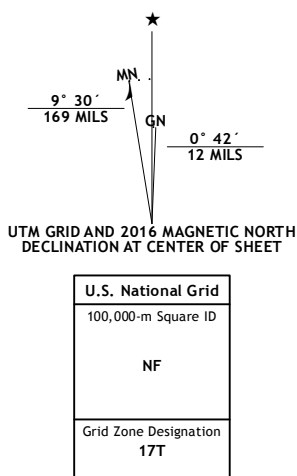 ★
MN
9° 30´
169 MILS
GN
0° 42´
12 MILS
UTM GRID AND 2016 MAGNETIC NORTH
DECLINATION AT CENTER OF SHEET
U.S. National Grid
100,000-m Square ID
NF
Grid Zone Designation
17T